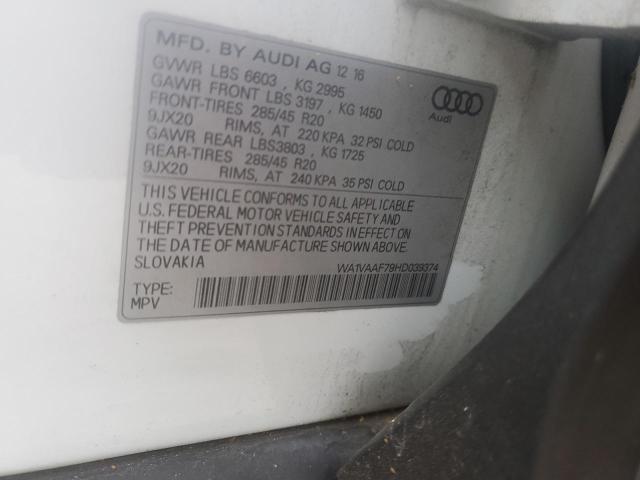 MFD. BY AUDI AG 12 16
GVWR LBS 6603 , KG 2995
GAWR FRONT LBS 3197 , KG 1450
FRONT-TIRES 285/45 R20
9JX20 RIMS, AT 220 KPA 32 PSI COLD
GAWR REAR LBS3803 , KG 1725
REAR-TIRES 285/45 R20
9JX20 RIMS, AT 240 KPA 35 PSI COLD
Audi
THIS VEHICLE CONFORMS TO ALL APPLICABLE
U.S. FEDERAL MOTOR VEHICLE SAFETY AND
THEFT PREVENTION STANDARDS IN EFFECT ON
THE DATE OF MANUFACTURE SHOWN ABOVE
SLOVAKIA WA1VAAF79HD039374
TYPE:
MPV